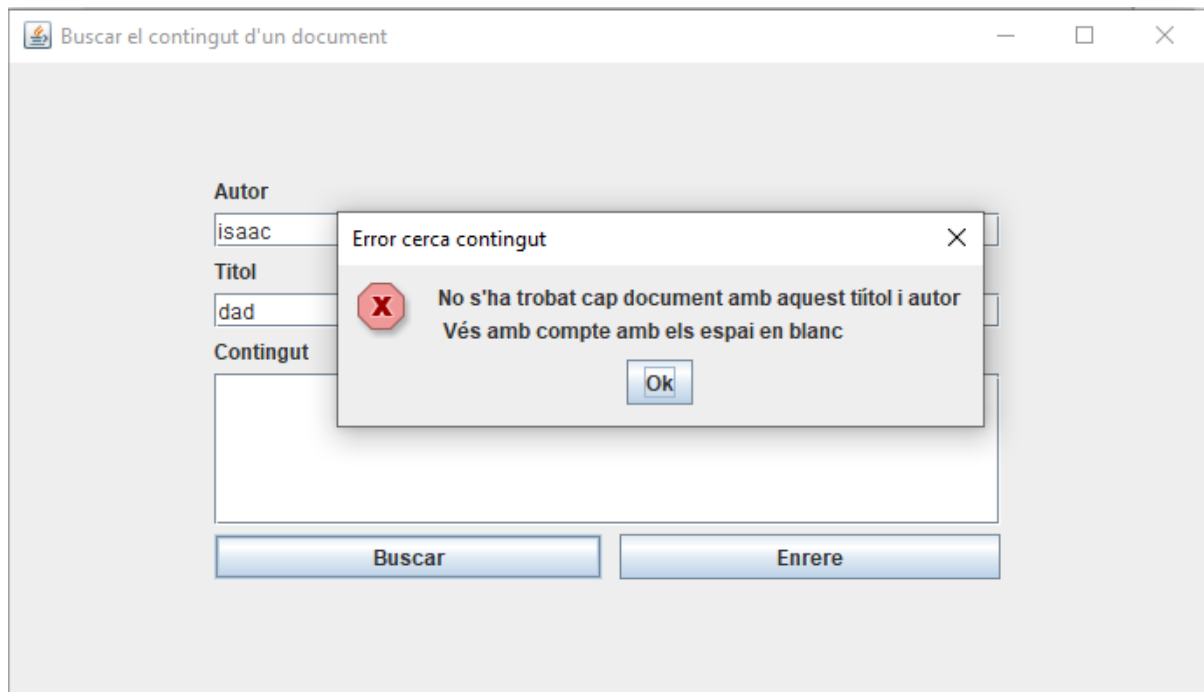 Buscar el contingut d'un document
Autor
isaac
Error cerca contingut
Titol
No s'ha trobat cap document amb aquest tiítol i autor
dad
Vés amb compte amb els espai en blanc
Contingut
Ok
Buscar
Enrere